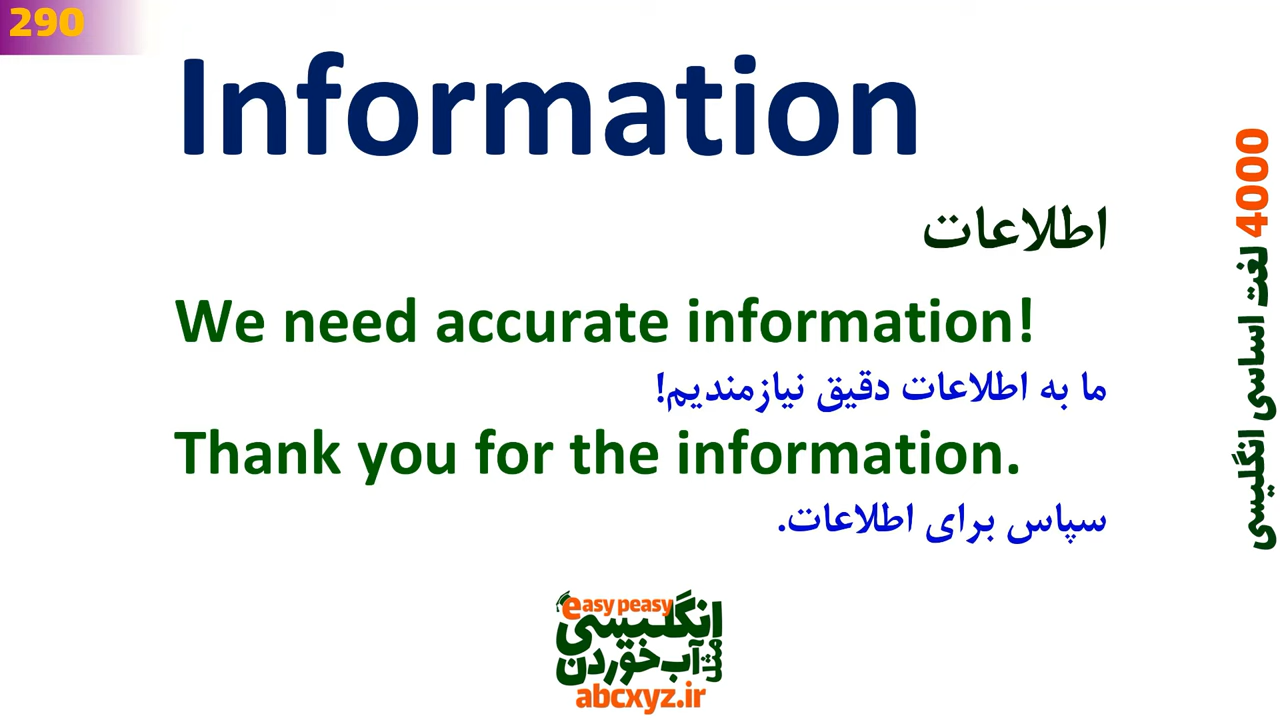 290
Information
اطلاعات
We need accurate information!
ما به اطلاعات دقیق نیازمندیم!
Thank you for the information.
سپاس برای اطلاعات.
4000 لغت اساسی انگلیسی
easy peasy
انگلیسی
مثل
آب خوردن
abcxyz.ir